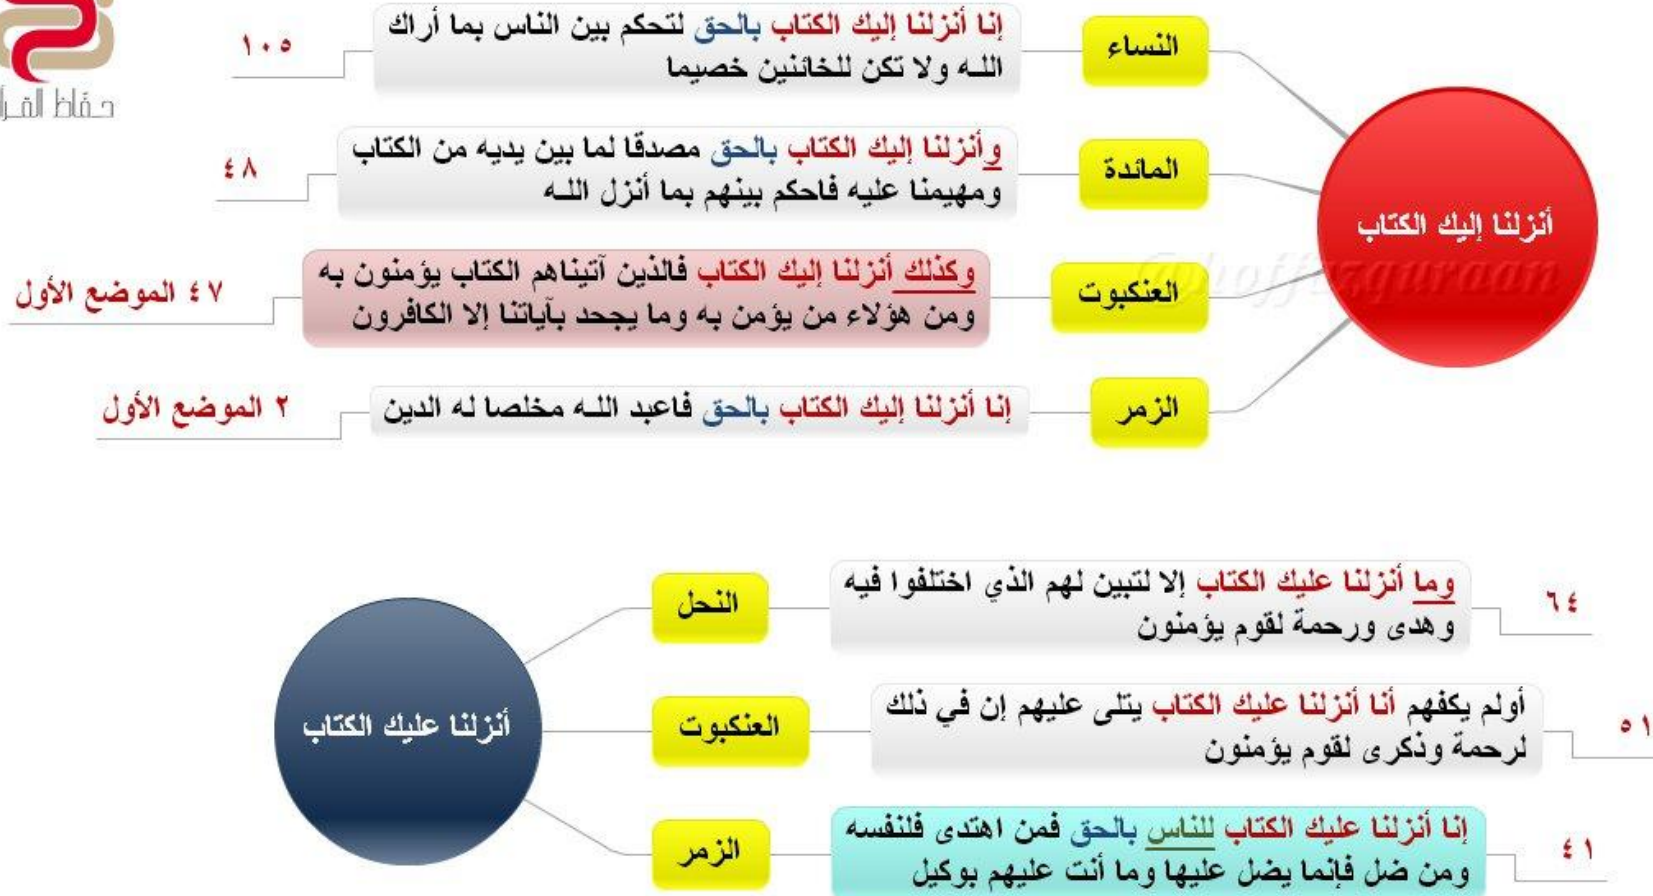 حفاظ
أنزلنا إليك الكتاب
@hoffazquraan
النساء
إنا أنزلنا إليك الكتاب بالحق لتحكم بين الناس بما أراك
اللـه ولا تكن للخائنين خصيما
١٠٥
المائدة
وأنزلنا إليك الكتاب بالحق مصدقا لما بين يديه من الكتاب
ومهيمنا عليه فاحكم بينهم بما أنزل اللـه
٤٨
العنكبوت
وكذلك أنزلنا إليك الكتاب فالذين آتيناهم الكتاب يؤمنون به
ومن هؤلاء من يؤمن به وما يجحد بآياتنا إلا الكافرون
٤٧ الموضع الأول
الزمر
إنا أنزلنا إليك الكتاب بالحق فاعبد اللـه مخلصا له الدين
٢ الموضع الأول
أنزلنا عليك الكتاب
النحل
وما أنزلنا عليك الكتاب إلا لتبين لهم الذي اختلفوا فيه
وهدى ورحمة لقوم يؤمنون
٦٤
العنكبوت
أولم يكفهم أنا أنزلنا عليك الكتاب يتلى عليهم إن في ذلك
لرحمة وذكرى لقوم يؤمنون
٥١
الزمر
إنا أنزلنا عليك الكتاب للناس بالحق فمن اهتدى فلنفسه
ومن ضل فإنما يضل عليها وما أنت عليهم بوكيل
٤١